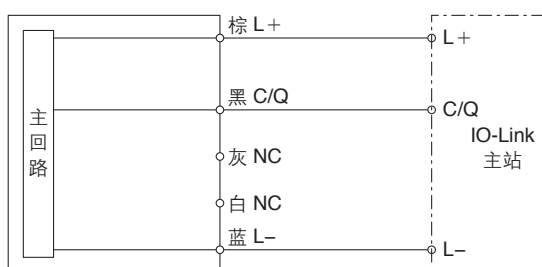 棕 L+
L+
黑 C/Q
C/Q
主回路
IO-Link
主站
灰 NC
白 NC
蓝 L−
L−